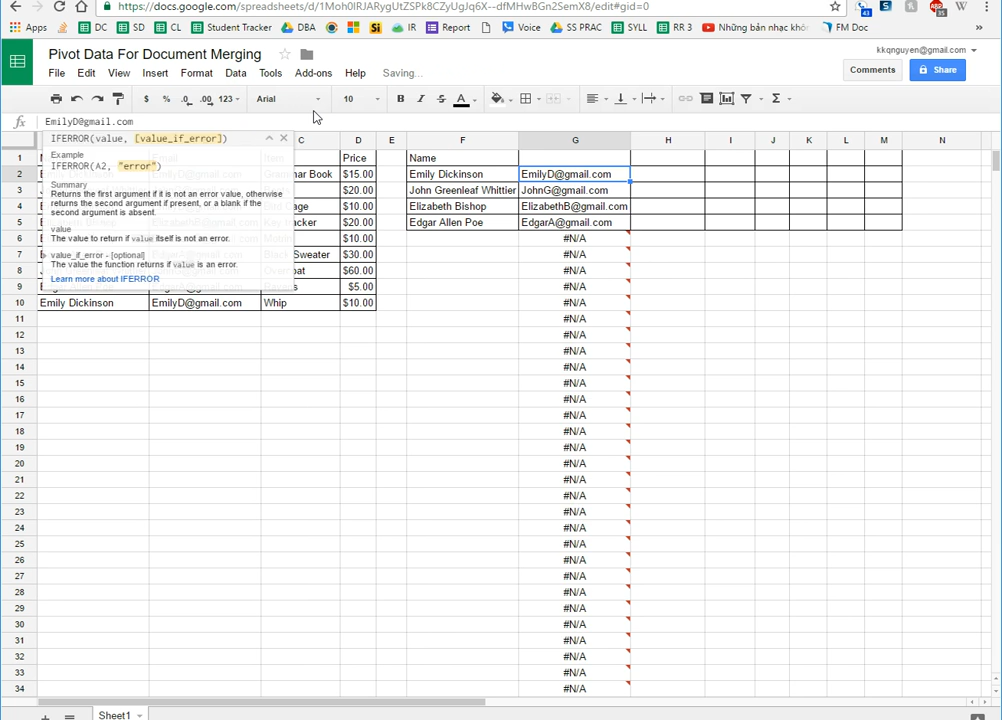 https://docs.google.com/spreadsheets/d/1Moh0IRJARygUtZSPk8CZyUgJq6X--dfMHwBGn2SemX8/edit#gid=0
Apps DC SD CL Student Tracker DBA Si IR Report Voice SS PRAC SYLL RR 3 Những bản nhạc khô FM Doc »
Pivot Data For Document Merging
kkqnguyen@gmail.com
File Edit View Insert Format Data Tools Add-ons Help Saving...
Comments Share
$ % .0 .00 123 Arial 10 B I S A Σ
fx EmilyD@gmail.com
IFERROR(value, [value_if_error])
Example
IFERROR(A2, "error")
Summary
Returns the first argument if it is not an error value, otherwise
returns the second argument if present, or a blank if the
second argument is absent.
value
The value to return if value itself is not an error.
value_if_error - [optional]
The value the function returns if value is an error.
Learn more about IFERROR
C D E F G H I J K L M N
1 Price Name
2 $15.00 Emily Dickinson EmilyD@gmail.com
3 $20.00 John Greenleaf Whittier JohnG@gmail.com
4 $10.00 Elizabeth Bishop ElizabethB@gmail.com
5 $20.00 Edgar Allen Poe EdgarA@gmail.com
6 $10.00 #N/A
7 Sweater $30.00 #N/A
8 $60.00 #N/A
9 $5.00 #N/A
10 Emily Dickinson EmilyD@gmail.com Whip $10.00 #N/A
11 #N/A
12 #N/A
13 #N/A
14 #N/A
15 #N/A
16 #N/A
17 #N/A
18 #N/A
19 #N/A
20 #N/A
21 #N/A
22 #N/A
23 #N/A
24 #N/A
25 #N/A
26 #N/A
27 #N/A
28 #N/A
29 #N/A
30 #N/A
31 #N/A
32 #N/A
33 #N/A
34 #N/A
Sheet1